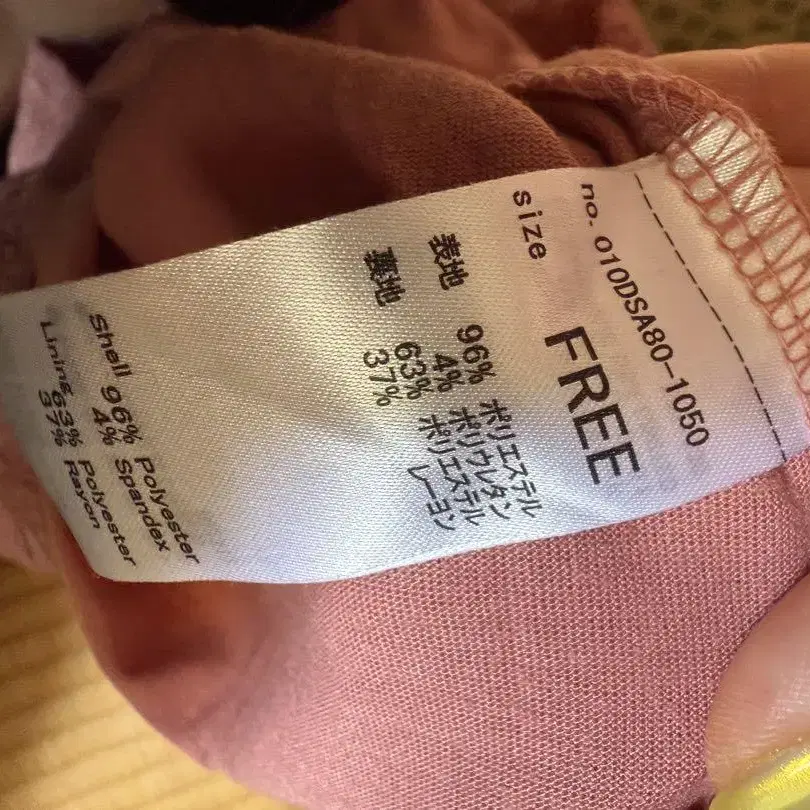 no. 010DSA80-1050
size FREE
表地 96% ポリエステル
4% ポリウレタン
裏地 63% ポリエステル
37% レーヨン
Shell 96% Polyester
4% Spandex
Lining 63% Polyester
37% Rayon